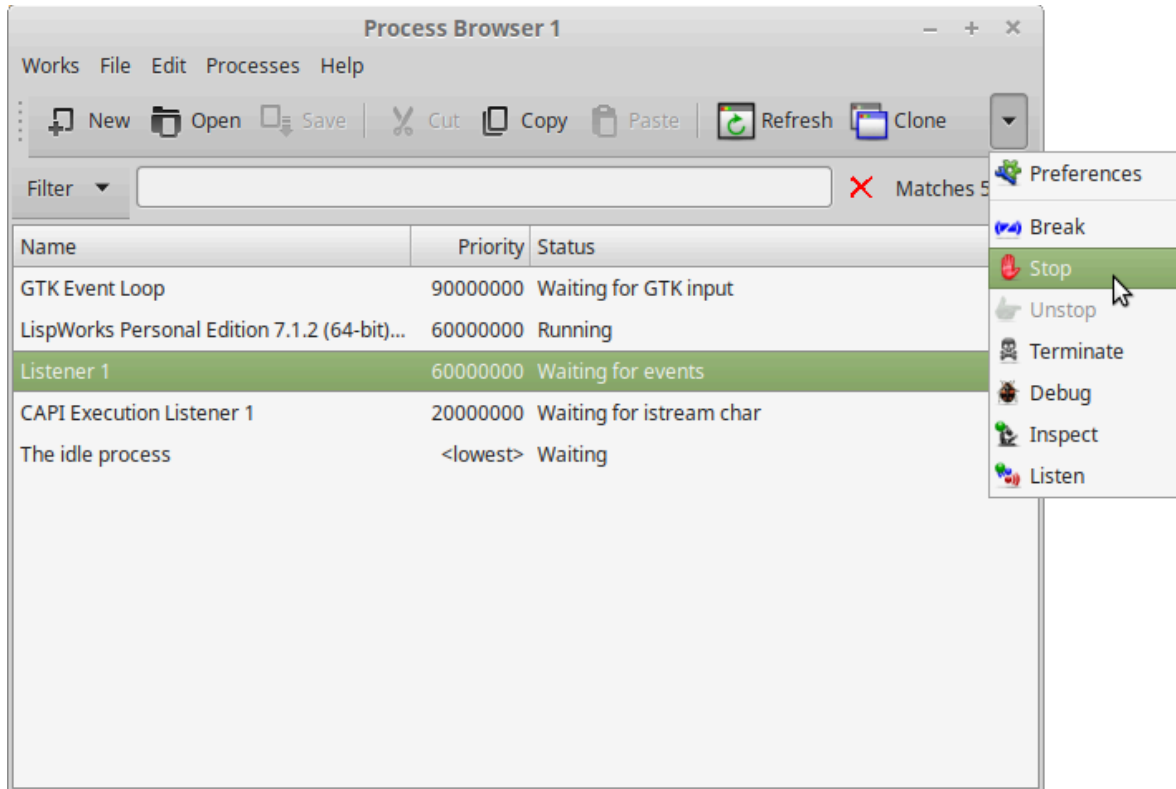 Process Browser 1
Works File Edit Processes Help
New Open Save Cut Copy Paste Refresh Clone
Filter Matches 5
Name Priority Status
GTK Event Loop 90000000 Waiting for GTK input
LispWorks Personal Edition 7.1.2 (64-bit)... 60000000 Running
Listener 1 60000000 Waiting for events
CAPI Execution Listener 1 20000000 Waiting for istream char
The idle process <lowest> Waiting
Preferences
Break
Stop
Unstop
Terminate
Debug
Inspect
Listen